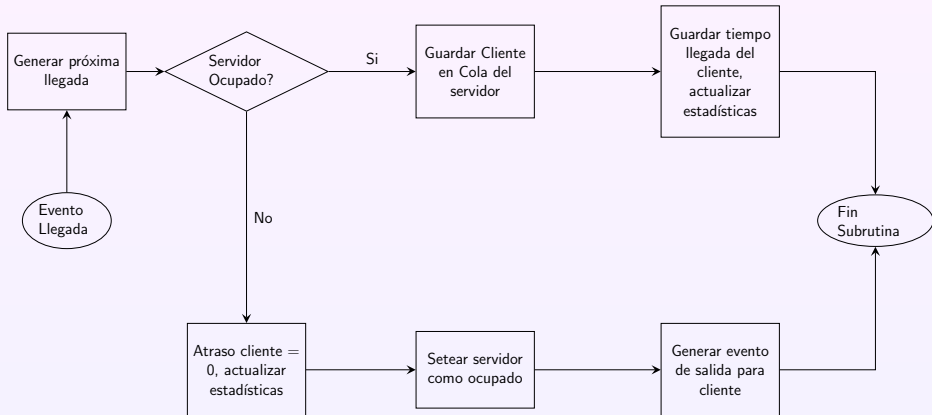 Generar próxima
llegada
Servidor
Ocupado?
Si
Guardar Cliente
en Cola del
servidor
Guardar tiempo
llegada del
cliente,
actualizar
estadísticas
Evento
Llegada
No
Fin
Subrutina
Atraso cliente =
0, actualizar
estadísticas
Setear servidor
como ocupado
Generar evento
de salida para
cliente